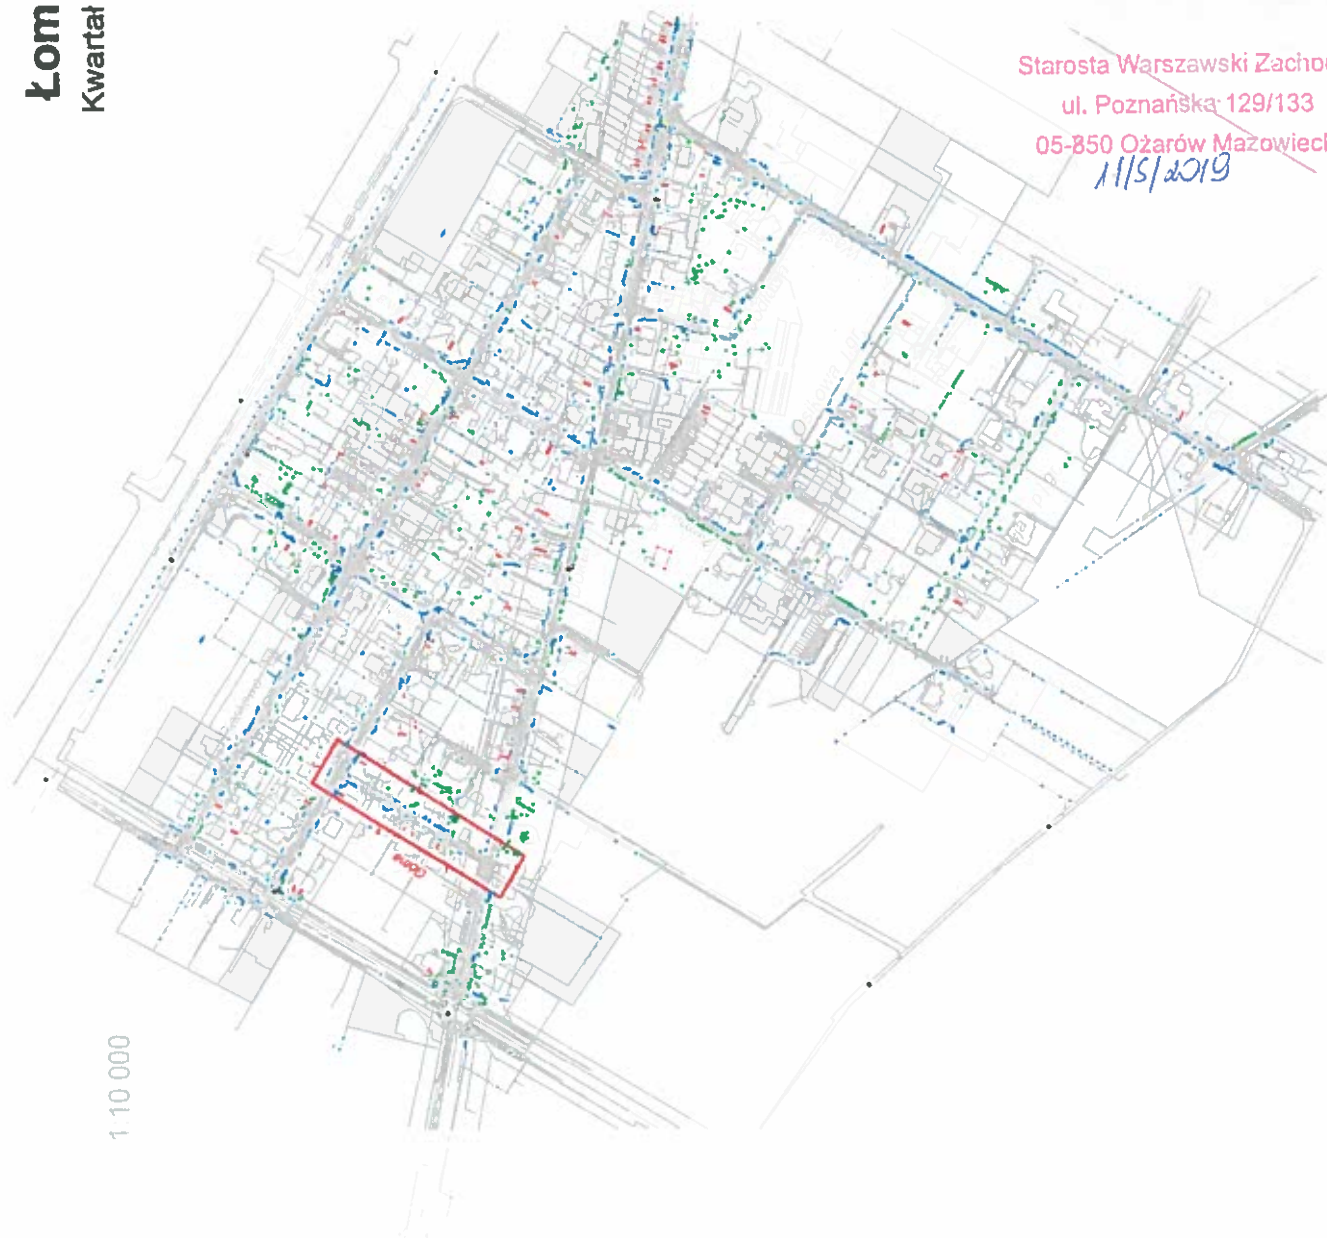 Łom
Kwartał
Starosta Warszawski Zachod
ul. Poznańska 129/133
05-850 Ożarów Mazowieck
11/5/2019
Górna
1:10 000